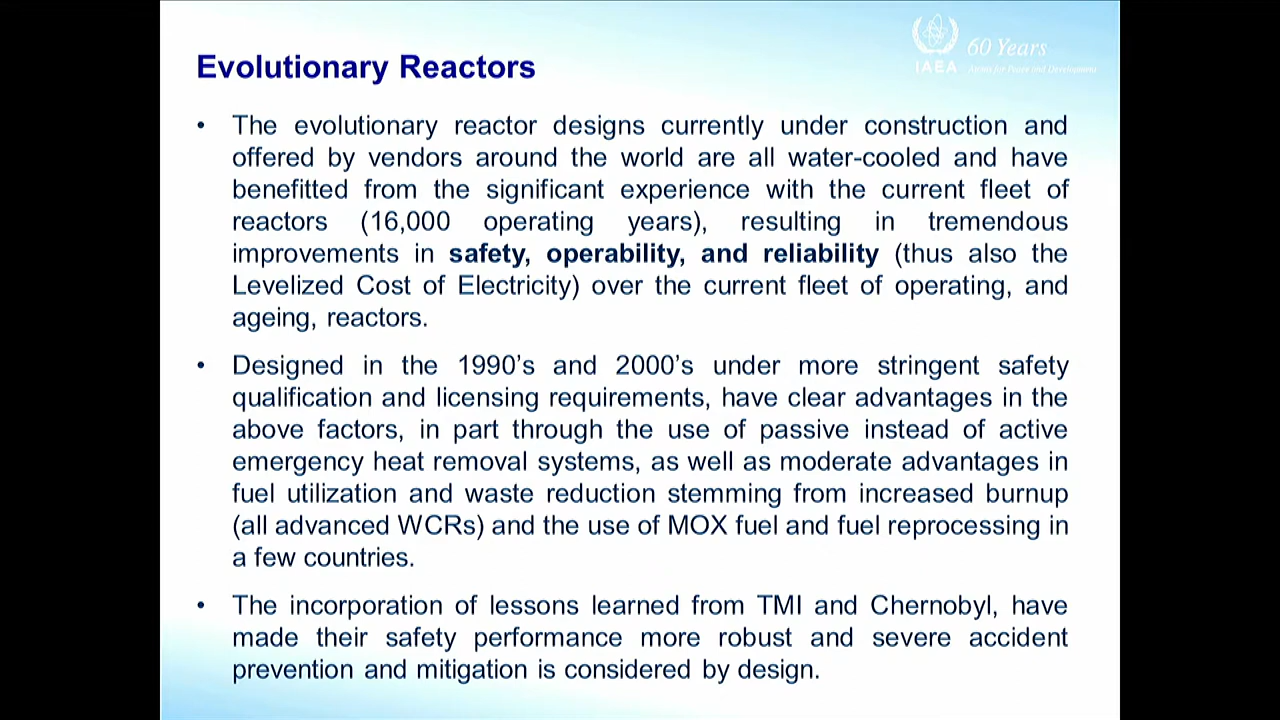 Evolutionary Reactors
IAEA
60 Years
Atoms for Peace and Development
• The evolutionary reactor designs currently under construction and
offered by vendors around the world are all water-cooled and have
benefitted from the significant experience with the current fleet of
reactors (16,000 operating years), resulting in tremendous
improvements in safety, operability, and reliability (thus also the
Levelized Cost of Electricity) over the current fleet of operating, and
ageing, reactors.
• Designed in the 1990’s and 2000’s under more stringent safety
qualification and licensing requirements, have clear advantages in the
above factors, in part through the use of passive instead of active
emergency heat removal systems, as well as moderate advantages in
fuel utilization and waste reduction stemming from increased burnup
(all advanced WCRs) and the use of MOX fuel and fuel reprocessing in
a few countries.
• The incorporation of lessons learned from TMI and Chernobyl, have
made their safety performance more robust and severe accident
prevention and mitigation is considered by design.